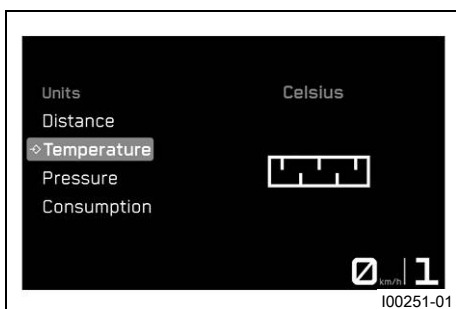 Units
Celsius
Distance
Temperature
Pressure
Consumption
0 km/h 1
I00251-01